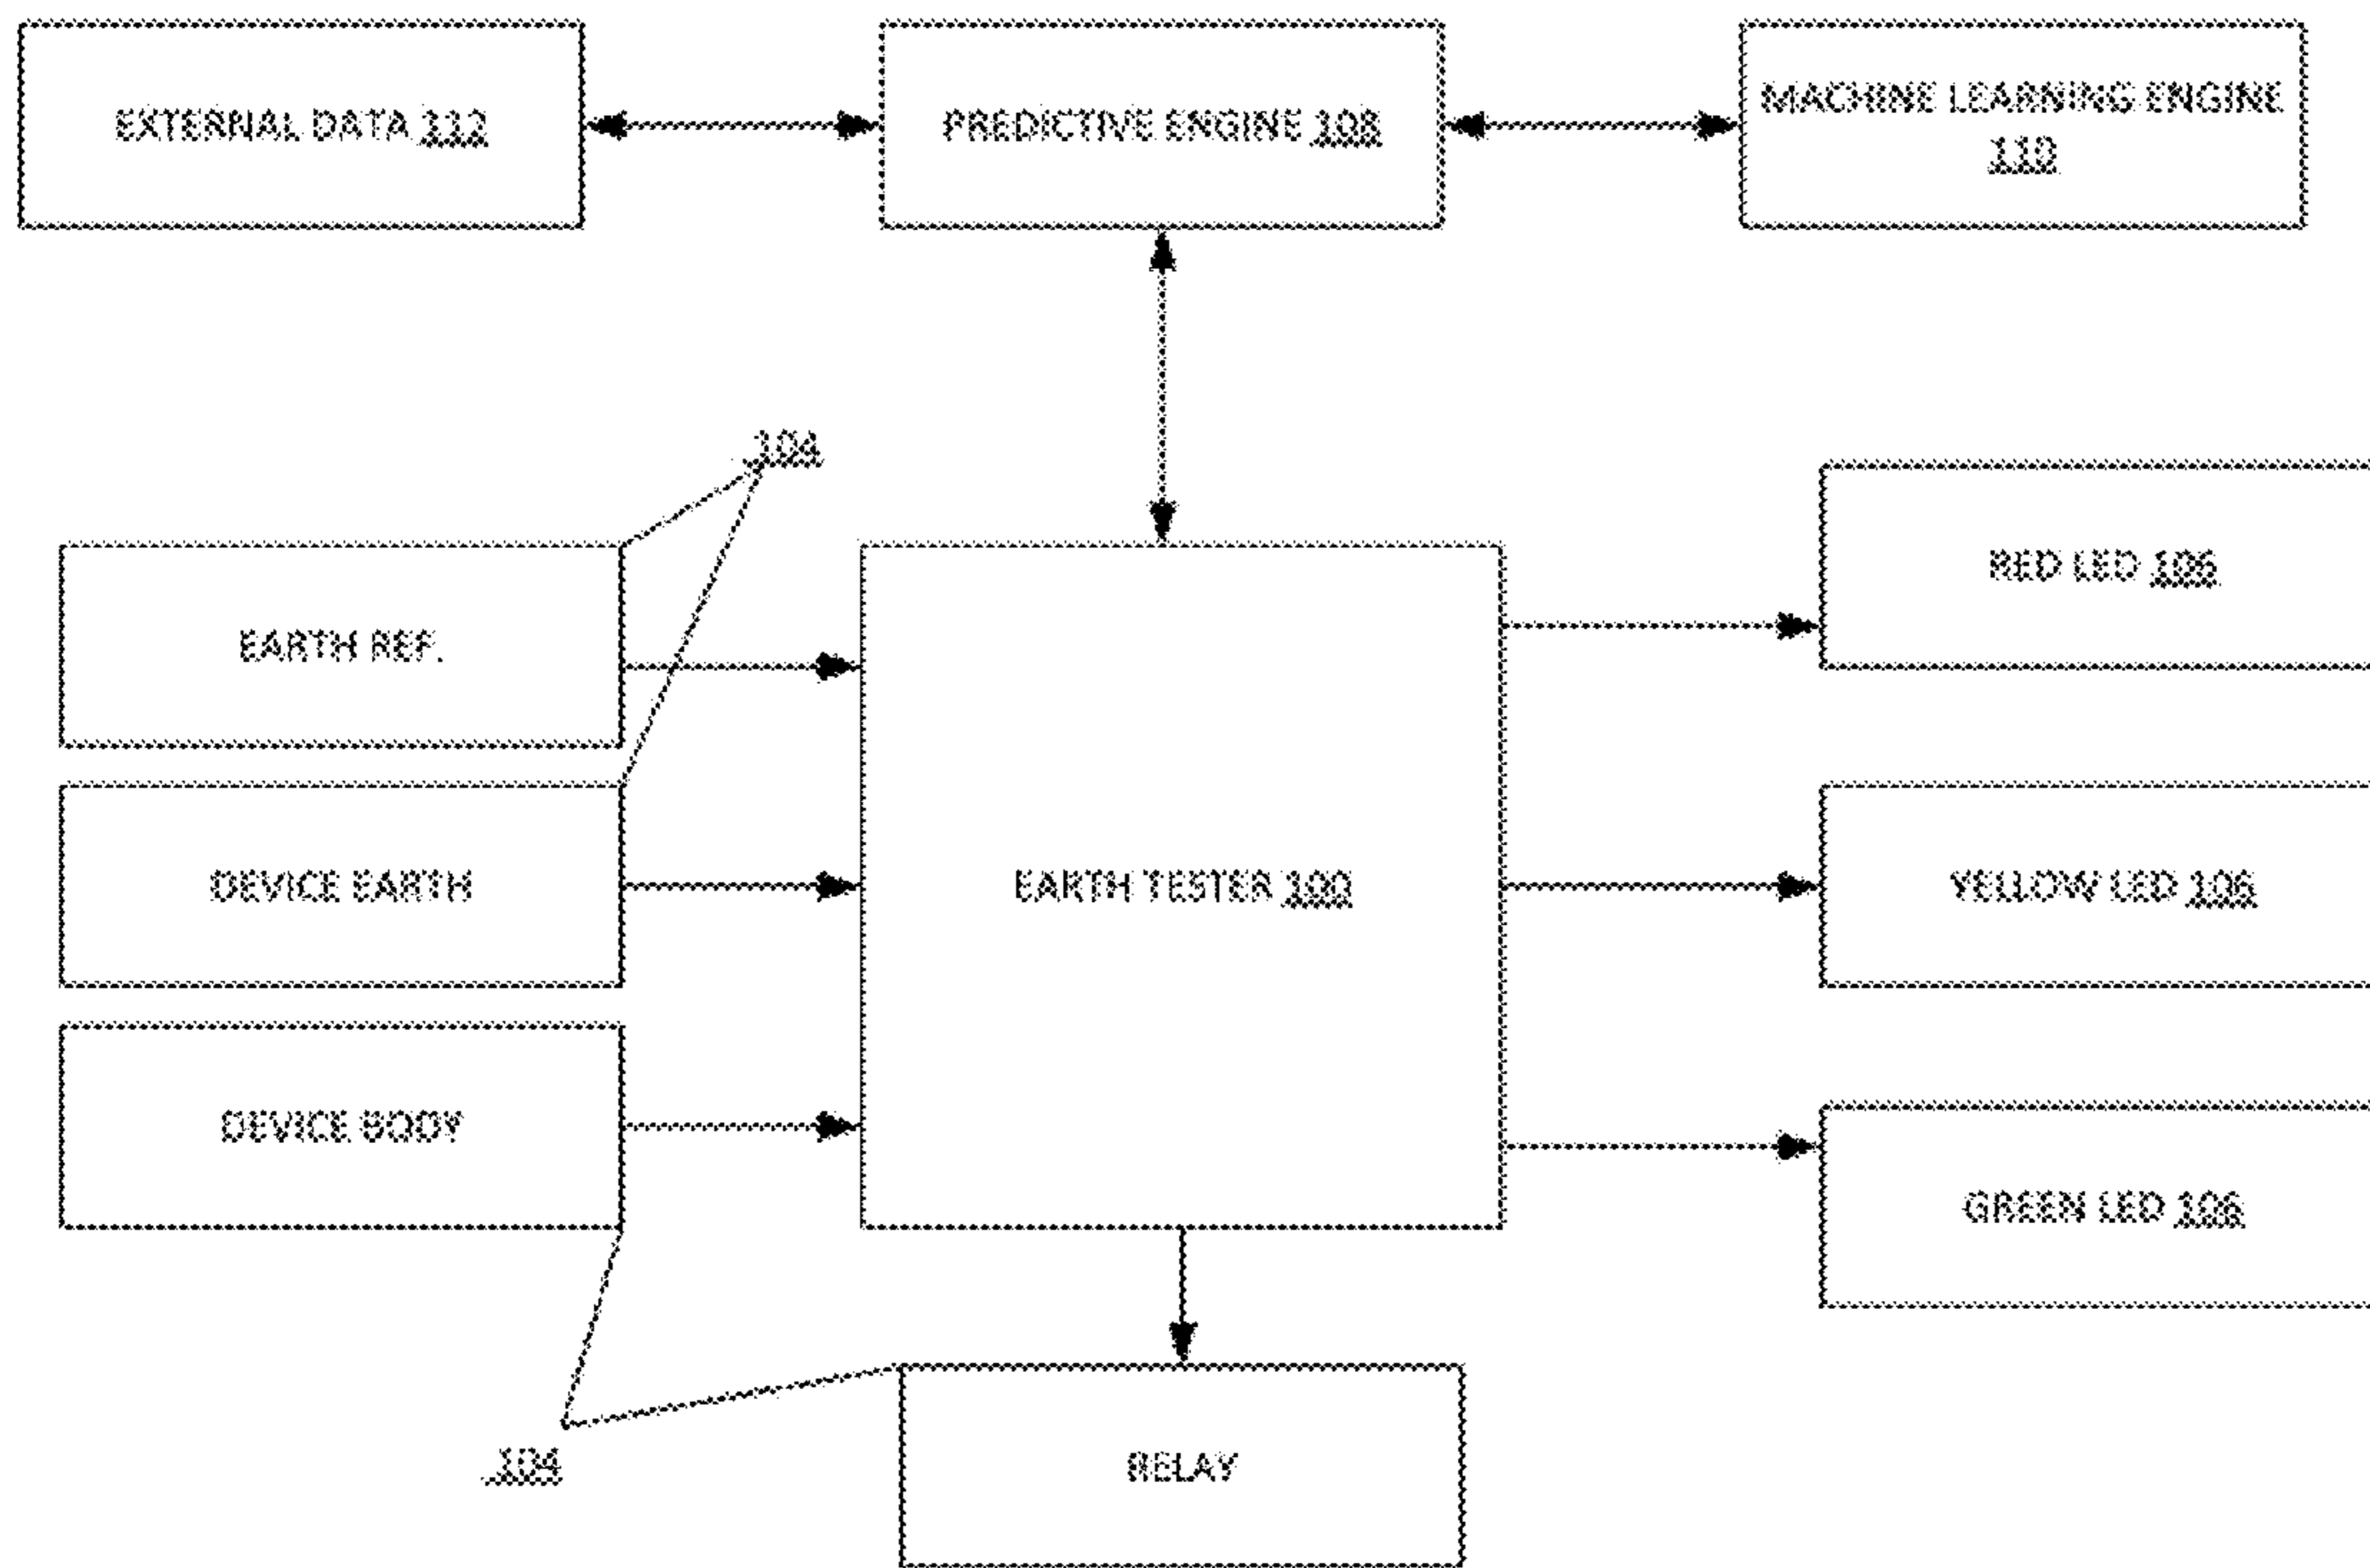 EXTERNAL DATA 112
PREDICTIVE ENGINE 108
MACHINE LEARNING ENGINE
110
104
EARTH REF.
DEVICE EARTH
DEVICE BODY
EARTH TESTER 100
RED LED 106
YELLOW LED 106
GREEN LED 106
104
RELAY